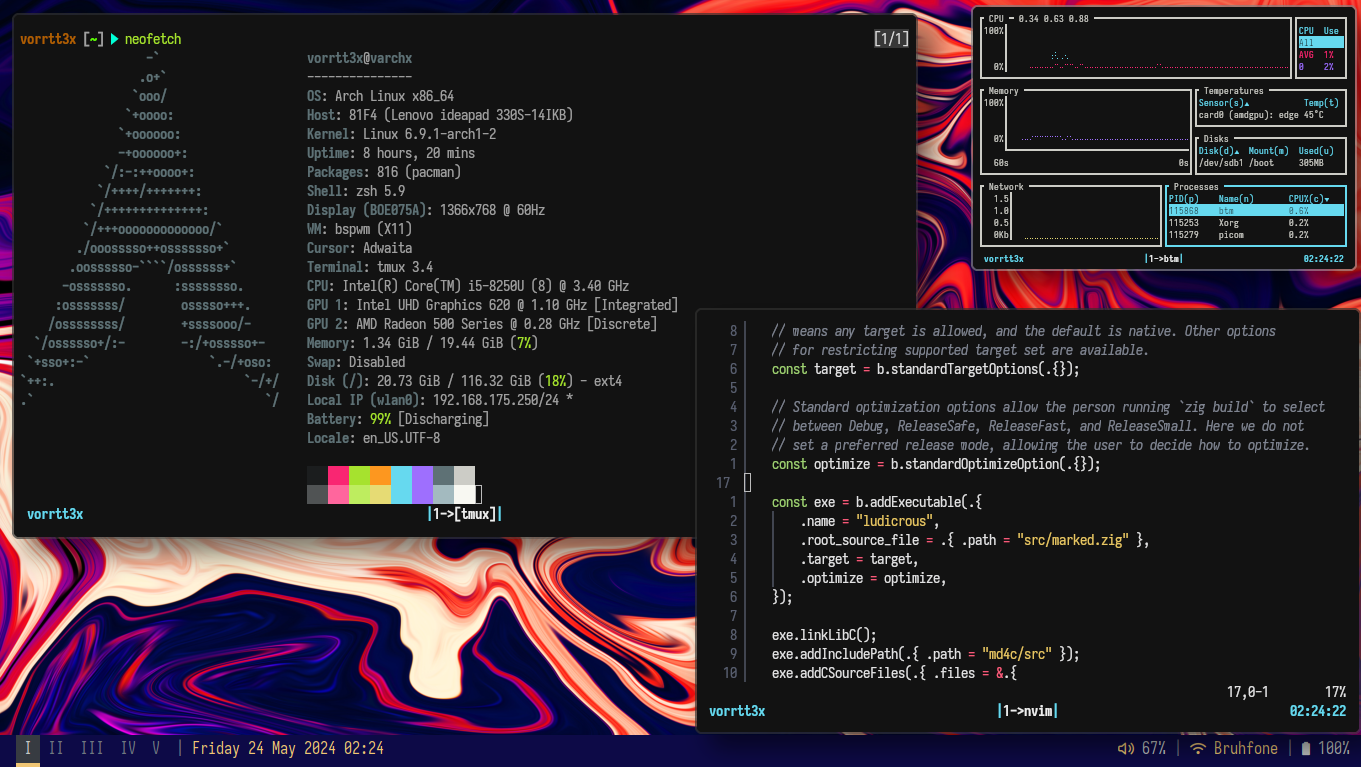 vorrtt3x [~] neofetch [1/1]
vorrtt3x@varchx
---------------
OS: Arch Linux x86_64
Host: 81F4 (Lenovo ideapad 330S-14IKB)
Kernel: Linux 6.9.1-arch1-2
Uptime: 8 hours, 20 mins
Packages: 816 (pacman)
Shell: zsh 5.9
Display (BOE075A): 1366x768 @ 60Hz
WM: bspwm (X11)
Cursor: Adwaita
Terminal: tmux 3.4
CPU: Intel(R) Core(TM) i5-8250U (8) @ 3.40 GHz
GPU 1: Intel UHD Graphics 620 @ 1.10 GHz [Integrated]
GPU 2: AMD Radeon 500 Series @ 0.28 GHz [Discrete]
Memory: 1.34 GiB / 19.44 GiB (7%)
Swap: Disabled
Disk (/): 20.73 GiB / 116.32 GiB (18%) - ext4
Local IP (wlan0): 192.168.175.250/24 *
Battery: 99% [Discharging]
Locale: en_US.UTF-8
vorrtt3x |1->[tmux]|
CPU - 0.34 0.63 0.88
100%
0%
CPU Use
All
AVG 1%
0 2%
Memory
100%
0%
60s 0s
Temperatures
Sensor(s)▲ Temp(t)
card0 (amdgpu): edge 45°C
Disks
Disk(d)▲ Mount(m) Used(u)
/dev/sdb1 /boot 305MB
Network
1.5
1.0
0.5
0Kb
Processes
PID(p) Name(n) CPU%(c)▼
115868 btm 0.6%
115253 Xorg 0.2%
115279 picom 0.2%
vorrtt3x |1->btm| 02:24:22
8 // means any target is allowed, and the default is native. Other options
7 // for restricting supported target set are available.
6 const target = b.standardTargetOptions(.{});
5
4 // Standard optimization options allow the person running `zig build` to select
3 // between Debug, ReleaseSafe, ReleaseFast, and ReleaseSmall. Here we do not
2 // set a preferred release mode, allowing the user to decide how to optimize.
1 const optimize = b.standardOptimizeOption(.{});
17
1 const exe = b.addExecutable(.{
2 .name = "ludicrous",
3 .root_source_file = .{ .path = "src/marked.zig" },
4 .target = target,
5 .optimize = optimize,
6 });
7
8 exe.linkLibC();
9 exe.addIncludePath(.{ .path = "md4c/src" });
10 exe.addCSourceFiles(.{ .files = &.{
17,0-1 17%
vorrtt3x |1->nvim| 02:24:22
I II III IV V | Friday 24 May 2024 02:24 67% | Bruhfone | 100%